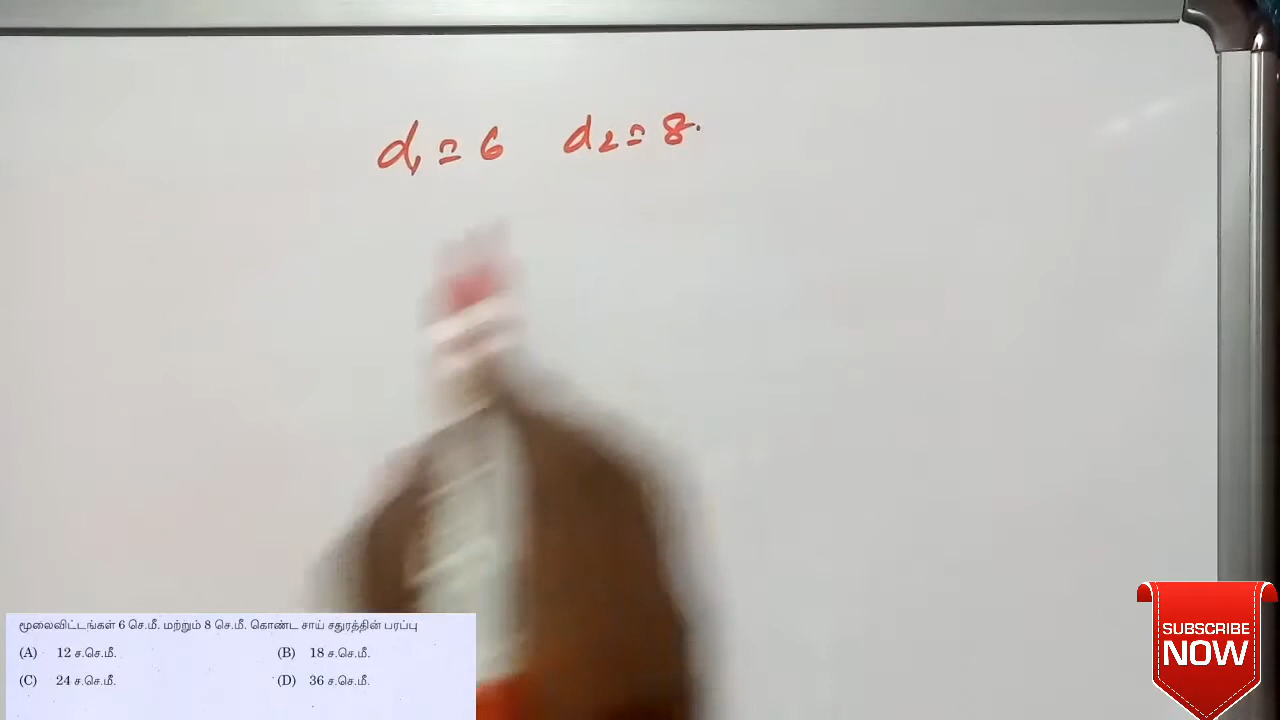 d₁ = 6 d₂ = 8.
மூலைவிட்டங்கள் 6 செ.மீ. மற்றும் 8 செ.மீ. கொண்ட சாய் சதுரத்தின் பரப்பு
(A) 12 ச.செ.மீ. (B) 18 ச.செ.மீ.
(C) 24 ச.செ.மீ. (D) 36 ச.செ.மீ.
SUBSCRIBE
NOW